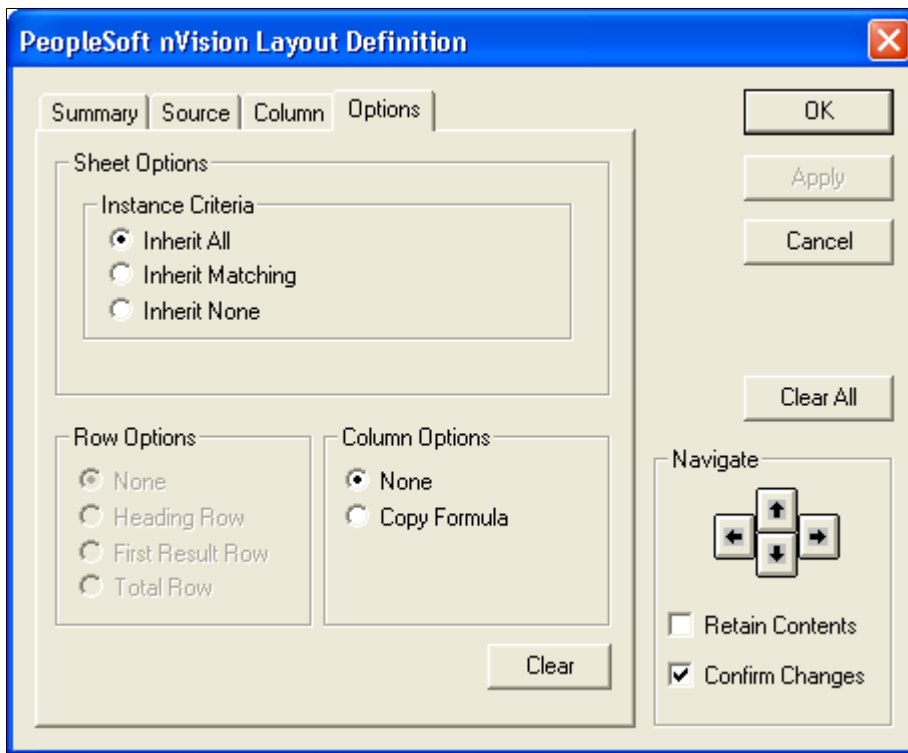 PeopleSoft nVision Layout Definition
Summary
Source
Column
Options
OK
Apply
Cancel
Sheet Options
Instance Criteria
Inherit All
Inherit Matching
Inherit None
Clear All
Row Options
None
Heading Row
First Result Row
Total Row
Column Options
None
Copy Formula
Clear
Navigate
Retain Contents
Confirm Changes